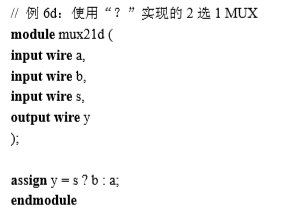 // 例 6d：使用“？”实现的 2 选 1 MUX
module mux21d (
input wire a,
input wire b,
input wire s,
output wire y
);
assign y = s ? b : a;
endmodule